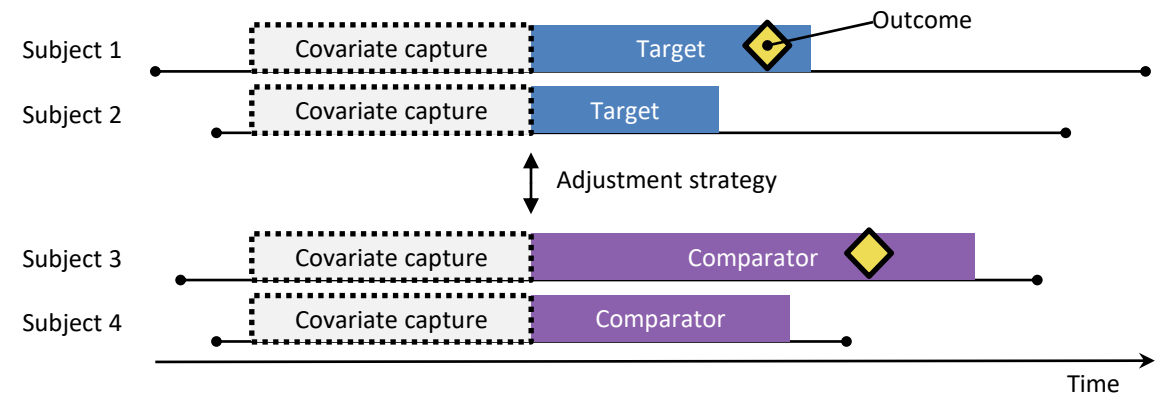 Outcome
Subject 1
Covariate capture
Target
Subject 2
Covariate capture
Target
Adjustment strategy
Subject 3
Covariate capture
Comparator
Subject 4
Covariate capture
Comparator
Time